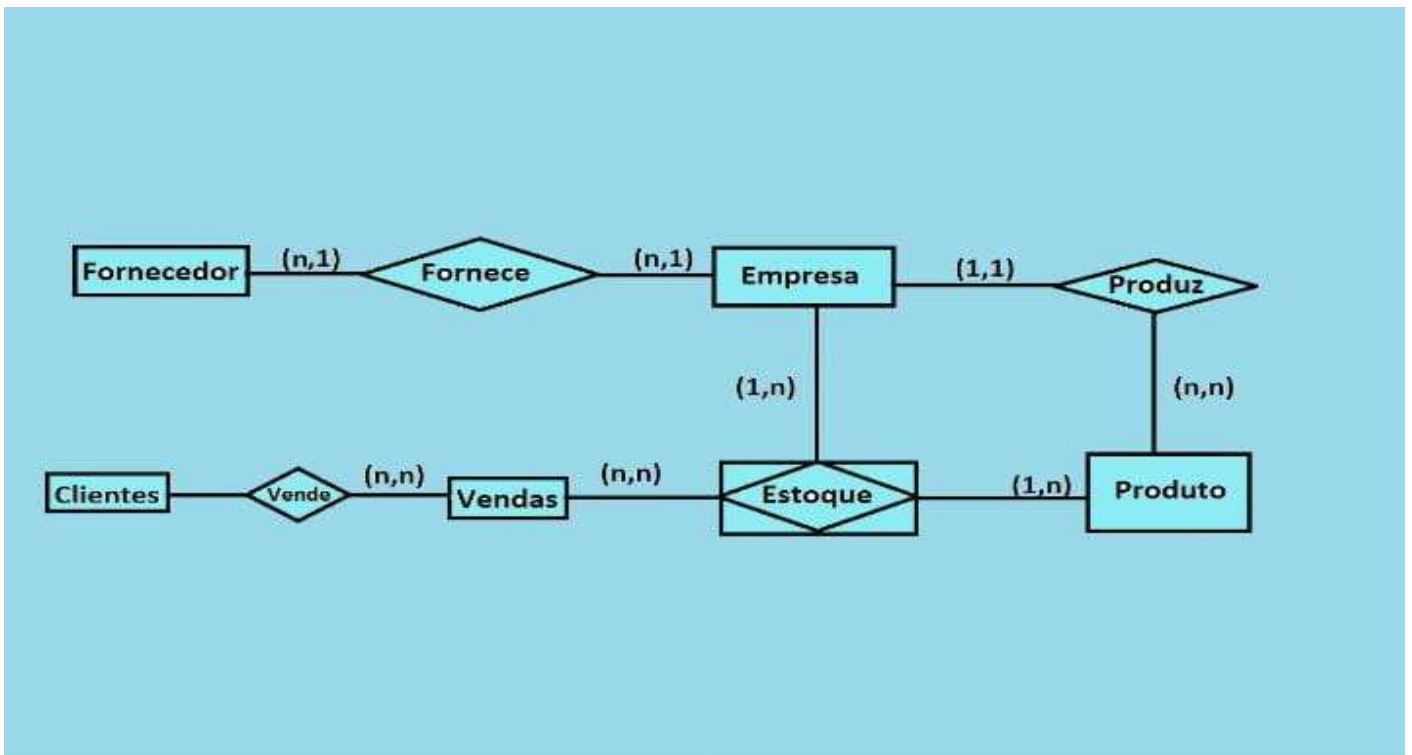 Fornecedor
(n,1)
Fornece
(n,1)
Empresa
(1,1)
Produz
(1,n)
(n,n)
Clientes
Vende
(n,n)
Vendas
(n,n)
Estoque
(1,n)
Produto